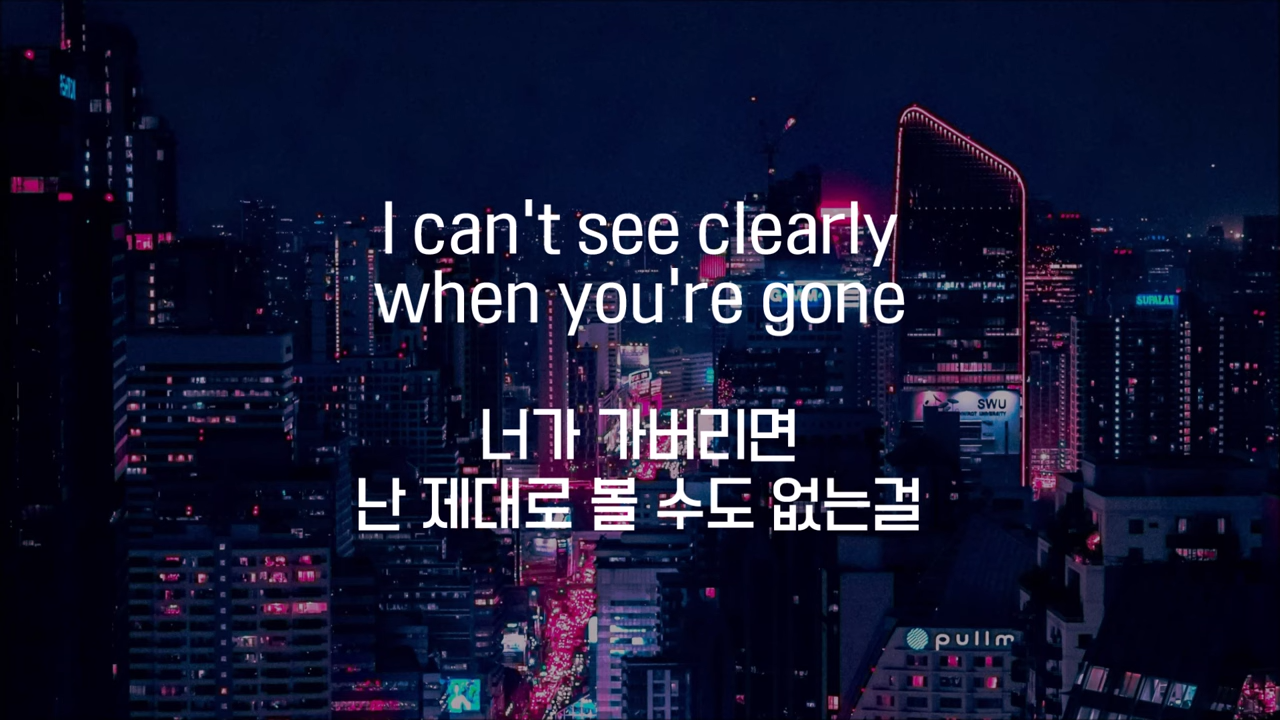 I can't see clearly
when you're gone
너가 가버리면
난 제대로 볼 수도 없는걸
SUPALAI
SWU
pullm